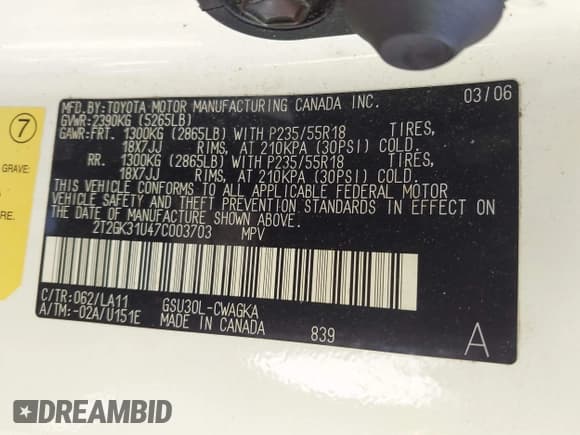 MFD.BY:TOYOTA MOTOR MANUFACTURING CANADA INC. 03/06
GVWR:2390KG (5265LB)
GAWR:FRT. 1300KG (2865LB) WITH P235/55R18 TIRES,
18X7JJ RIMS, AT 210KPA (30PSI) COLD.
RR. 1300KG (2865LB) WITH P235/55R18 TIRES,
18X7JJ RIMS, AT 210KPA (30PSI) COLD.
THIS VEHICLE CONFORMS TO ALL APPLICABLE FEDERAL MOTOR
VEHICLE SAFETY AND THEFT PREVENTION STANDARDS IN EFFECT ON
THE DATE OF MANUFACTURE SHOWN ABOVE.
2T2GK31U47C003703 MPV
C/TR:062/LA11 GSU30L-CWAGKA
A/TM:-02A/U151E MADE IN CANADA 839 A
7
GRAVE:
DREAMBID